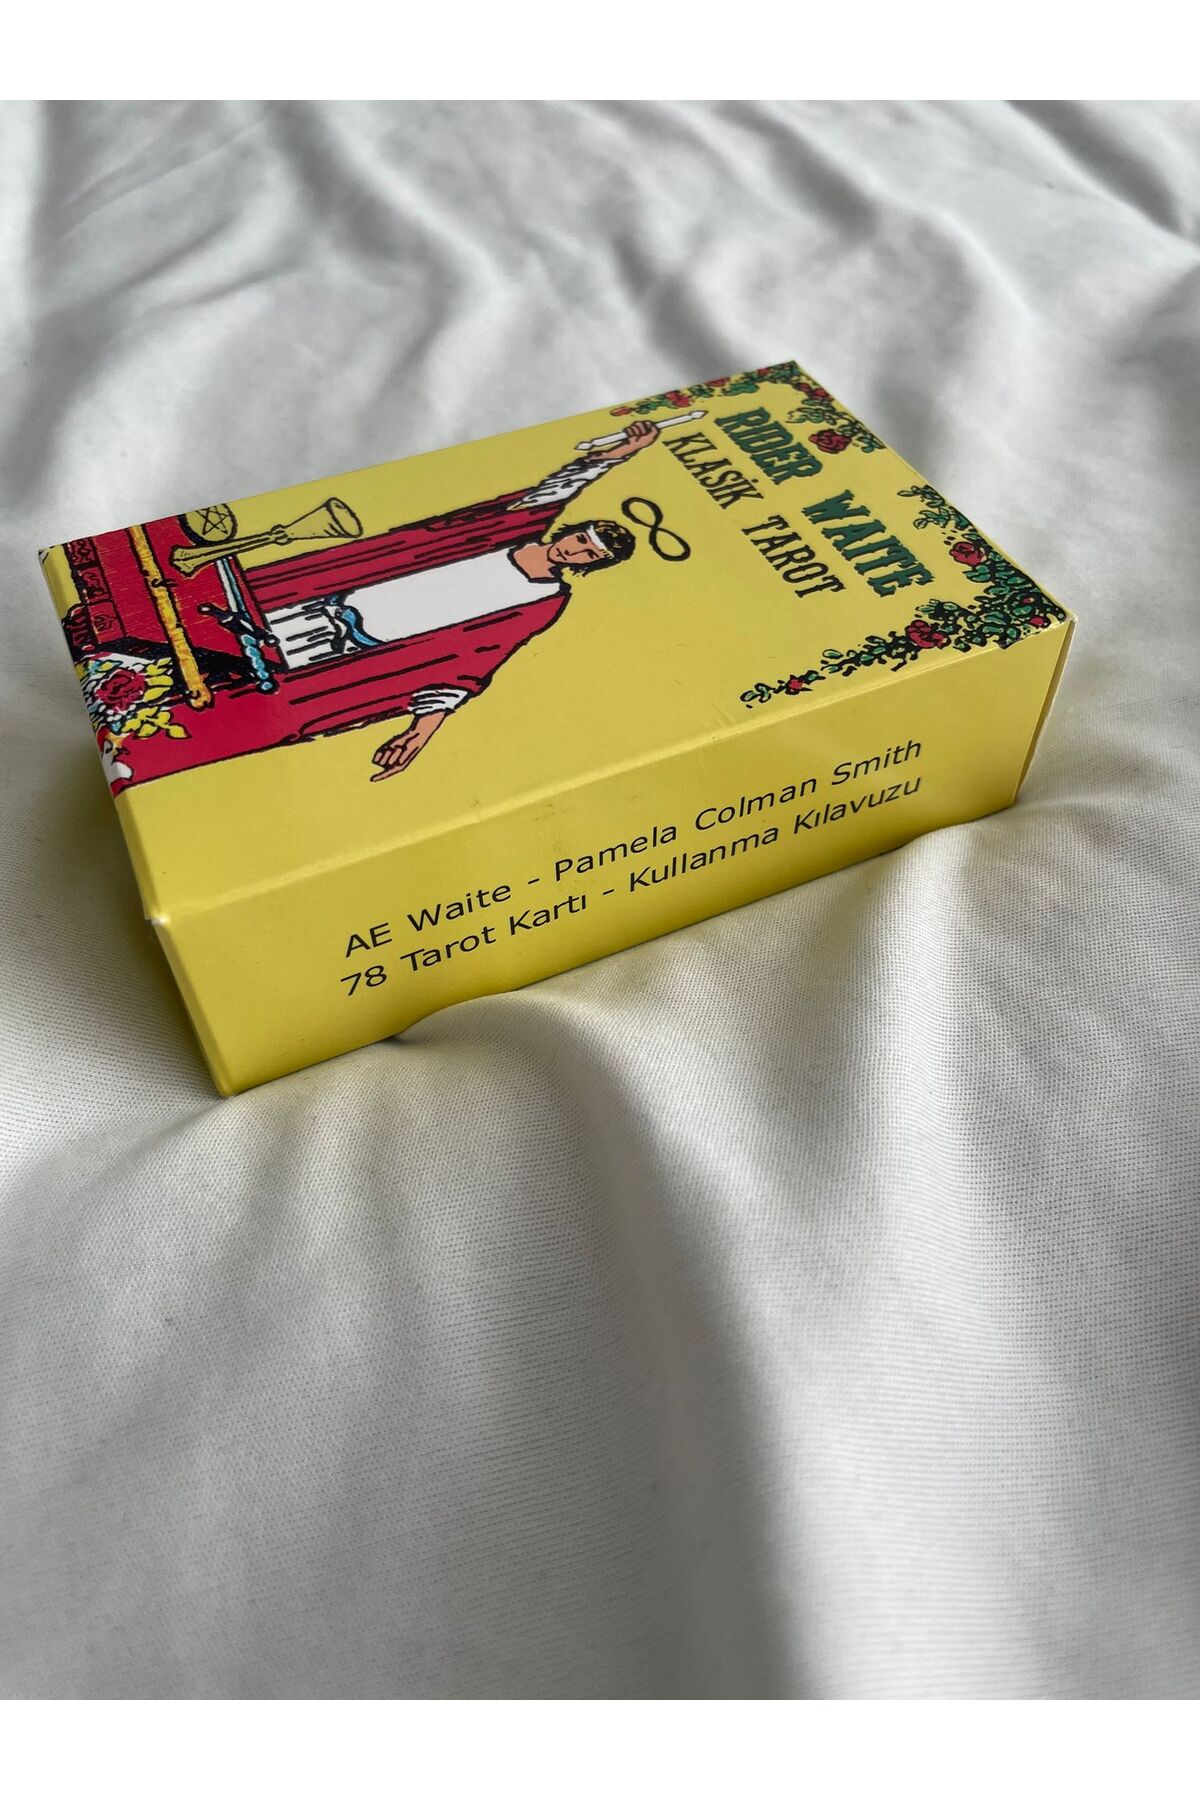 RIDER WAITE
KLASİK TAROT
AE Waite - Pamela Colman Smith
78 Tarot Kartı - Kullanma Kılavuzu